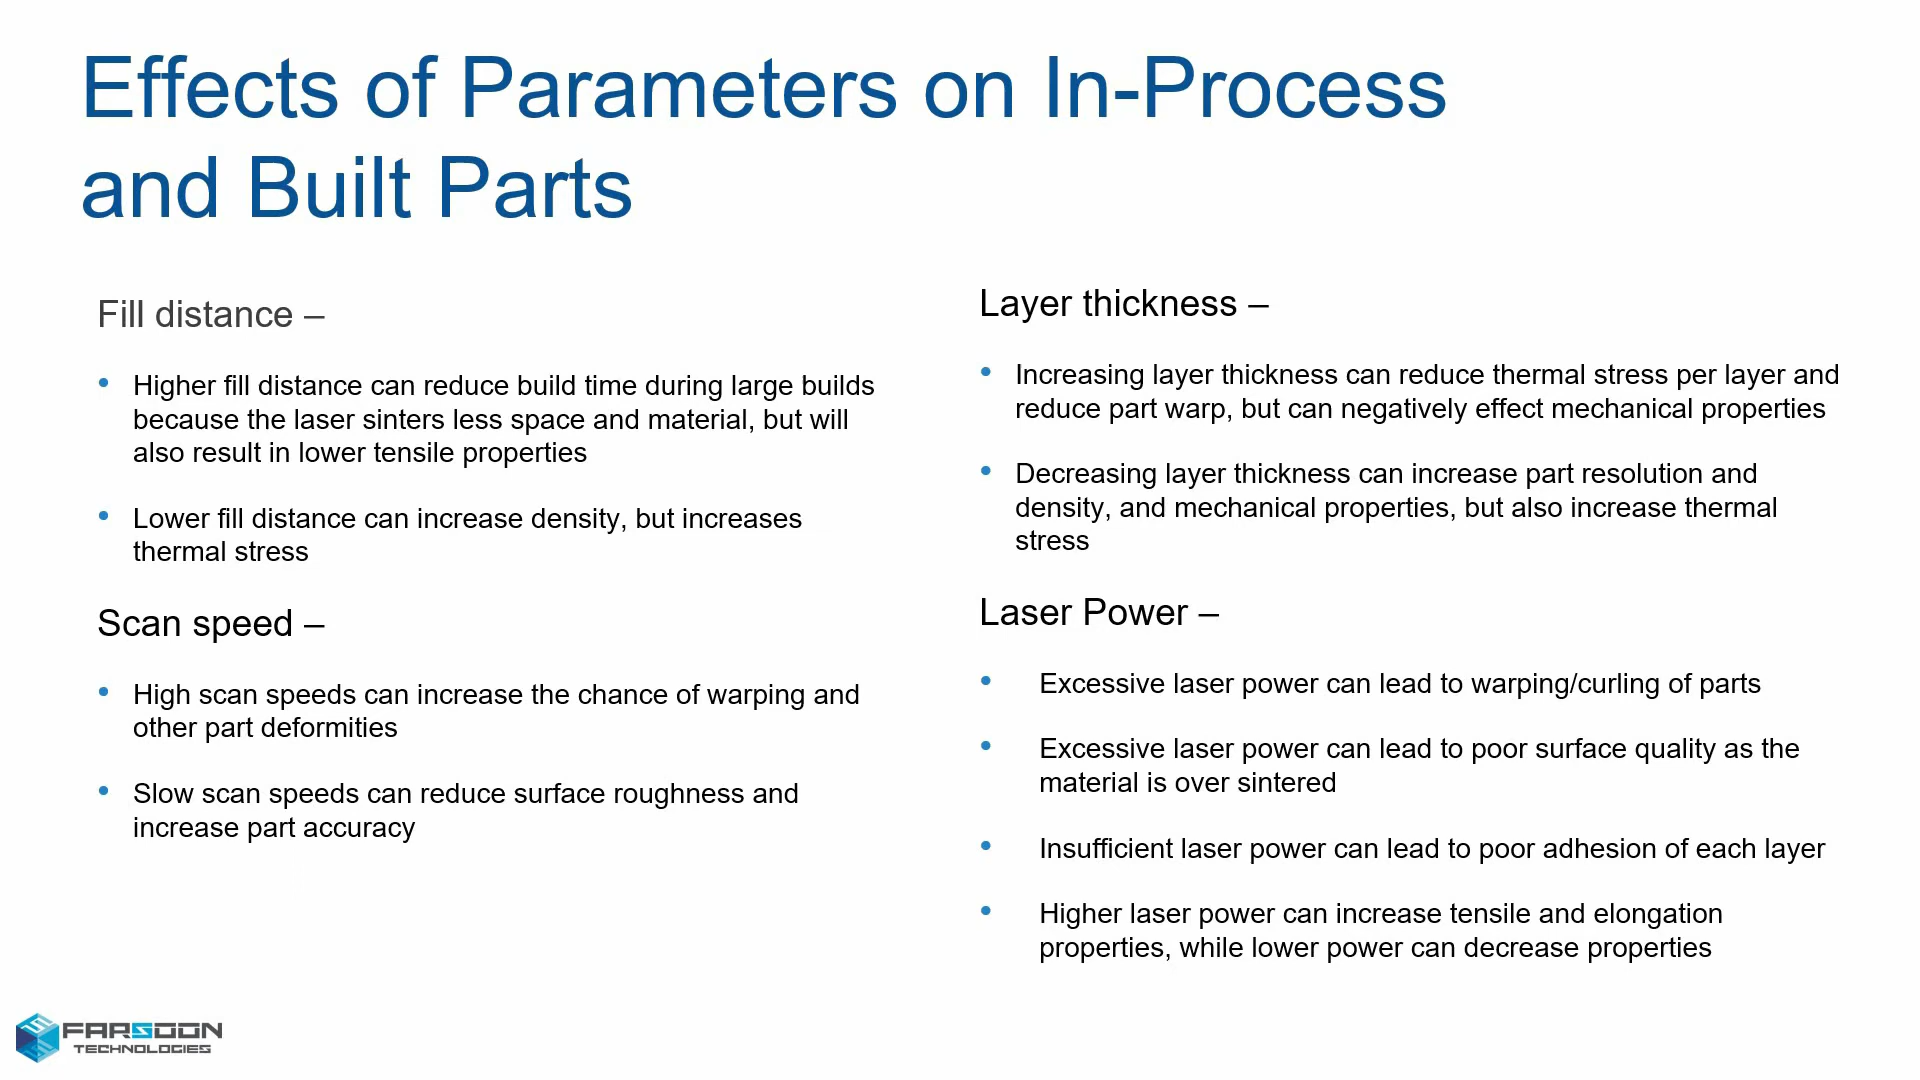 Effects of Parameters on In-Process
and Built Parts
Fill distance –
• Higher fill distance can reduce build time during large builds
because the laser sinters less space and material, but will
also result in lower tensile properties
• Lower fill distance can increase density, but increases
thermal stress
Scan speed –
• High scan speeds can increase the chance of warping and
other part deformities
• Slow scan speeds can reduce surface roughness and
increase part accuracy
Layer thickness –
• Increasing layer thickness can reduce thermal stress per layer and
reduce part warp, but can negatively effect mechanical properties
• Decreasing layer thickness can increase part resolution and
density, and mechanical properties, but also increase thermal
stress
Laser Power –
• Excessive laser power can lead to warping/curling of parts
• Excessive laser power can lead to poor surface quality as the
material is over sintered
• Insufficient laser power can lead to poor adhesion of each layer
• Higher laser power can increase tensile and elongation
properties, while lower power can decrease properties
FARSOON
TECHNOLOGIES